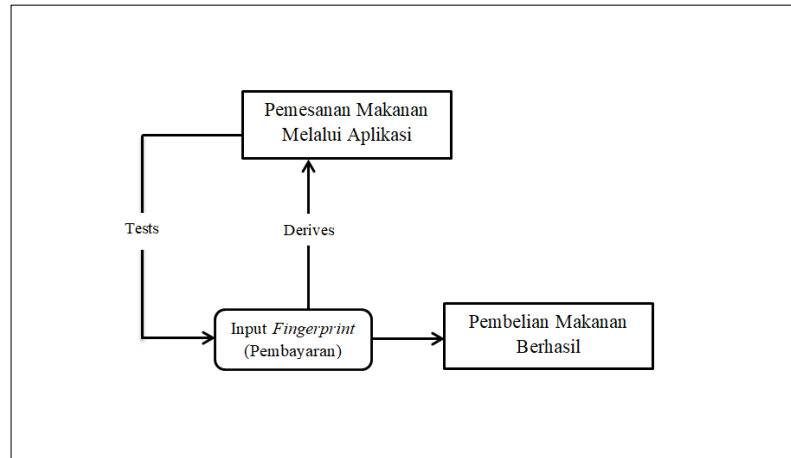 Pemesanan Makanan
Melalui Aplikasi
Tests
Derives
Input Fingerprint
(Pembayaran)
Pembelian Makanan
Berhasil